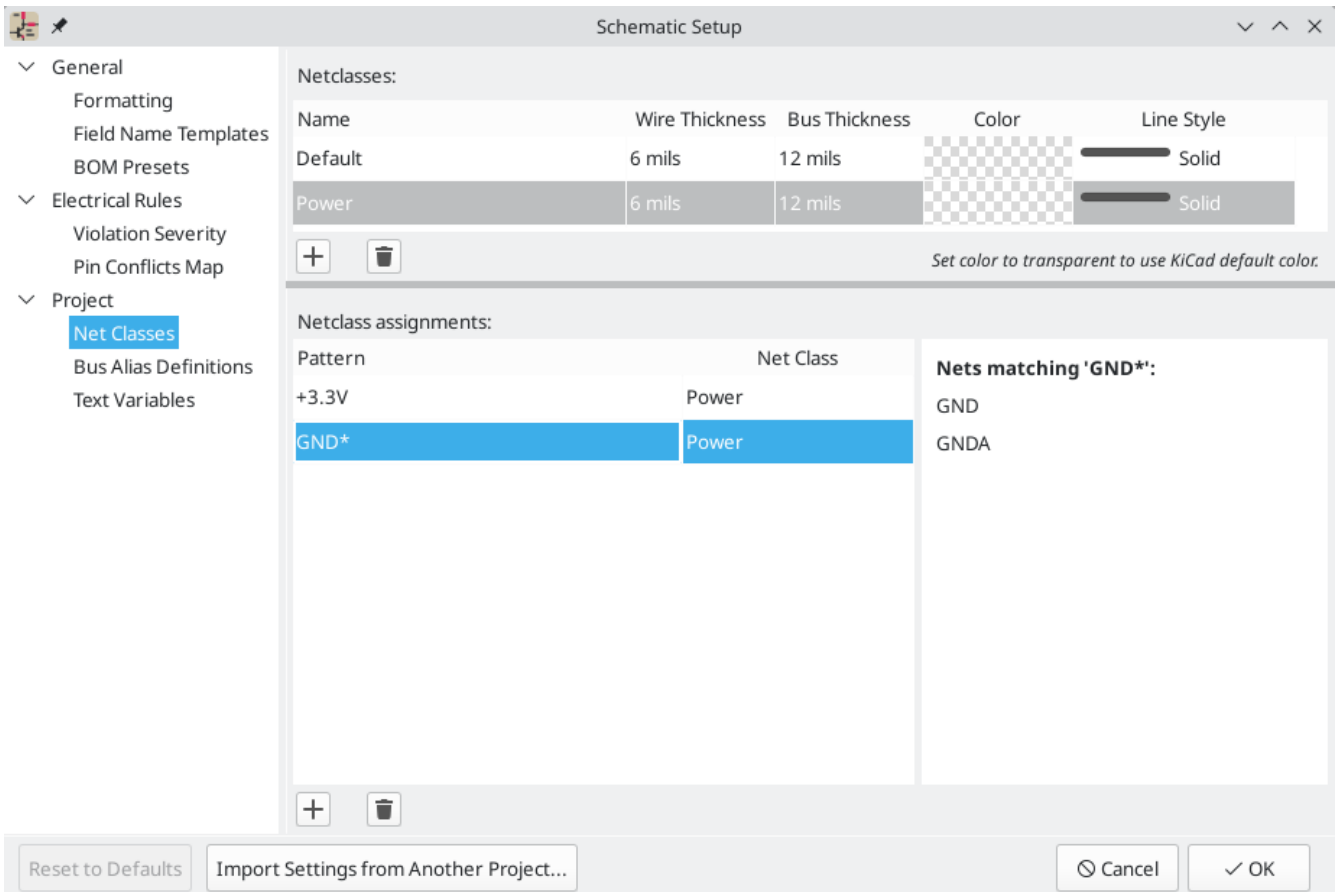 Schematic Setup
General
Formatting
Field Name Templates
BOM Presets
Electrical Rules
Violation Severity
Pin Conflicts Map
Project
Net Classes
Bus Alias Definitions
Text Variables
Netclasses:
Name Wire Thickness Bus Thickness Color Line Style
Default 6 mils 12 mils Solid
Power 6 mils 12 mils Solid
Set color to transparent to use KiCad default color.
Netclass assignments:
Pattern Net Class
+3.3V Power
GND* Power
Nets matching 'GND*':
GND
GNDA
Reset to Defaults Import Settings from Another Project... Cancel OK